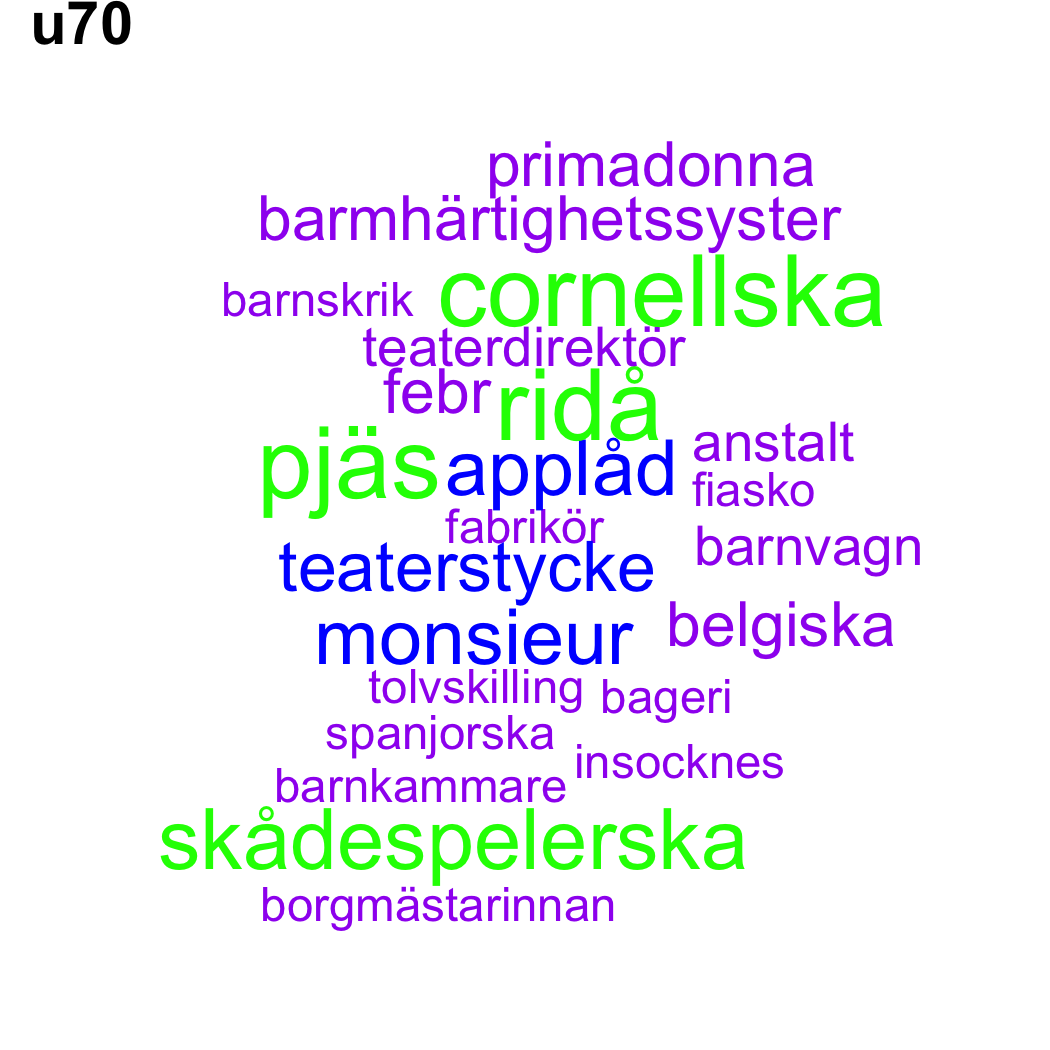 u70
primadonna
barmhärtighetssyster
barnskrik cornellska
teaterdirektör
febr ridå
pjäs applåd anstalt
fiasko
fabrikör
teaterstycke barnvagn
monsieur belgiska
tolvskilling bageri
spanjorska insocknes
barnkammare
skådespelerska
borgmästarinnan